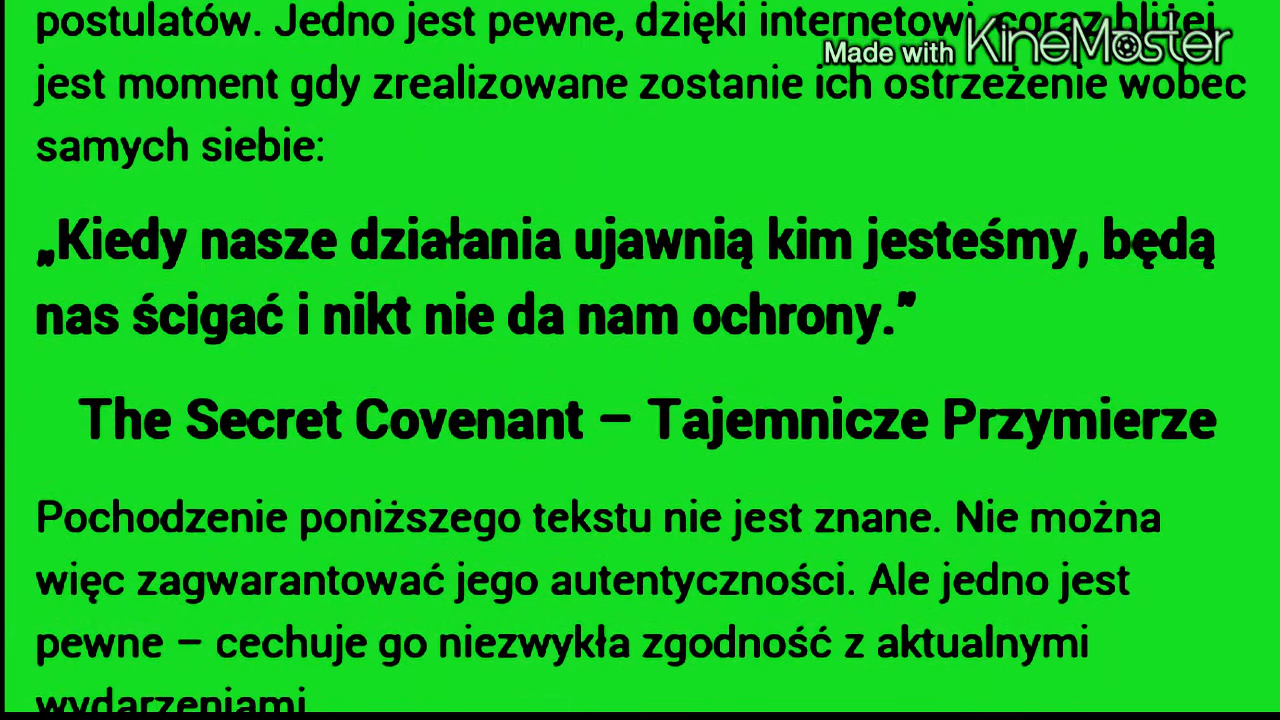 postulatów. Jedno jest pewne, dzięki internetowi coraz bliżej
Made with KineMaster
jest moment gdy zrealizowane zostanie ich ostrzeżenie wobec
samych siebie:
„Kiedy nasze działania ujawnią kim jesteśmy, będą
nas ścigać i nikt nie da nam ochrony.”
The Secret Covenant – Tajemnicze Przymierze
Pochodzenie poniższego tekstu nie jest znane. Nie można
więc zagwarantować jego autentyczności. Ale jedno jest
pewne – cechuje go niezwykła zgodność z aktualnymi
wydarzeniami